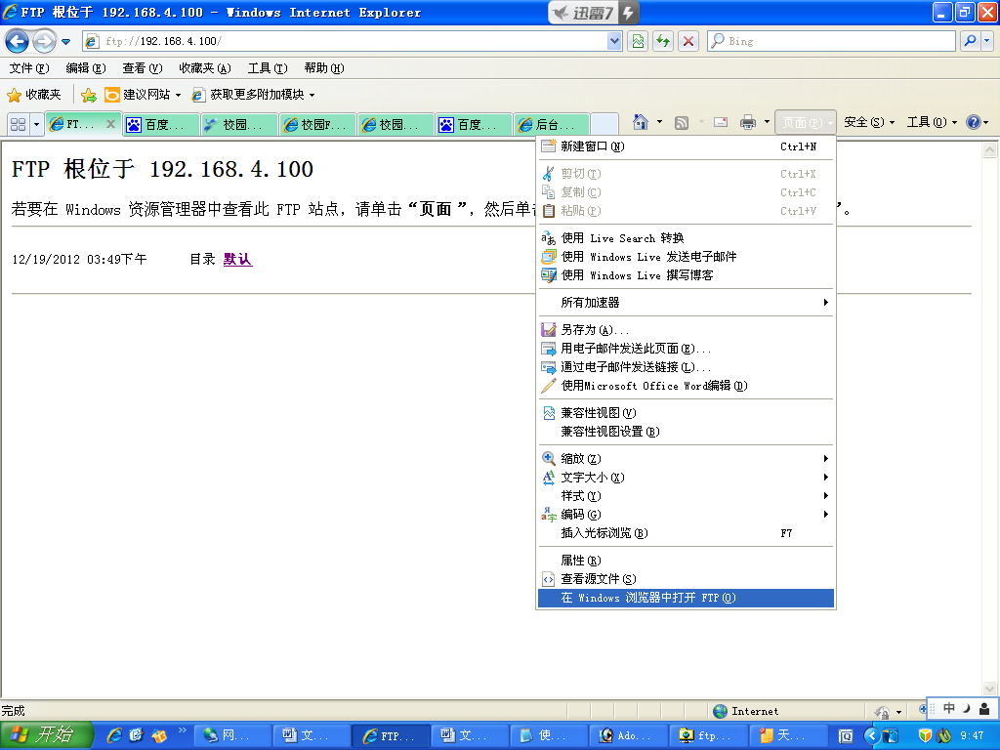 FTP 根位于 192.168.4.100 - Windows Internet Explorer
迅雷7
ftp://192.168.4.100/
Bing
文件(F) 编辑(E) 查看(V) 收藏夹(A) 工具(T) 帮助(H)
收藏夹 建议网站 获取更多附加模块
FT... 百度... 校园... 校园F... 校园... 百度... 后台... 页面(P) 安全(S) 工具(O)
FTP 根位于 192.168.4.100
若要在 Windows 资源管理器中查看此 FTP 站点，请单击“页面 ”，然后单 ”。
12/19/2012 03:49下午 目录 默认
新建窗口(N) Ctrl+N
剪切(T) Ctrl+X
复制(C) Ctrl+C
粘贴(P) Ctrl+V
使用 Live Search 转换
使用 Windows Live 发送电子邮件
使用 Windows Live 撰写博客
所有加速器
另存为(A)...
用电子邮件发送此页面(E)...
通过电子邮件发送链接(L)...
使用Microsoft Office Word编辑(D)
兼容性视图(V)
兼容性视图设置(B)
缩放(Z)
文字大小(X)
样式(Y)
编码(G)
插入光标浏览(B) F7
属性(R)
查看源文件(S)
在 Windows 浏览器中打开 FTP(O)
完成 Internet 中
开始 网... 文... FTP... 文... 使... Ado... ftp... 天... 9:47